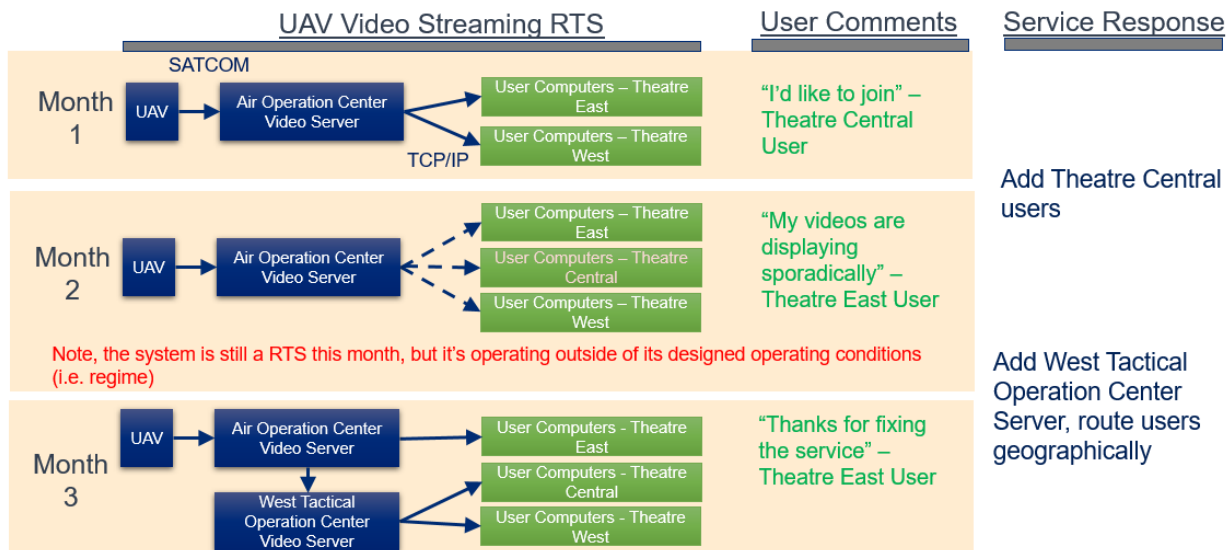 UAV Video Streaming RTS
User Comments
Service Response
Month
1
SATCOM
UAV
Air Operation Center
Video Server
TCP/IP
User Computers – Theatre
East
User Computers – Theatre
West
“I’d like to join” –
Theatre Central
User
Add Theatre Central
users
Month
2
UAV
Air Operation Center
Video Server
User Computers – Theatre
East
User Computers – Theatre
Central
User Computers – Theatre
West
“My videos are
displaying
sporadically” –
Theatre East User
Note, the system is still a RTS this month, but it’s operating outside of its designed operating conditions
(i.e. regime)
Add West Tactical
Operation Center
Server, route users
geographically
Month
3
UAV
Air Operation Center
Video Server
West Tactical
Operation Center
Video Server
User Computers - Theatre
East
User Computers - Theatre
Central
User Computers - Theatre
West
“Thanks for fixing
the service” –
Theatre East User